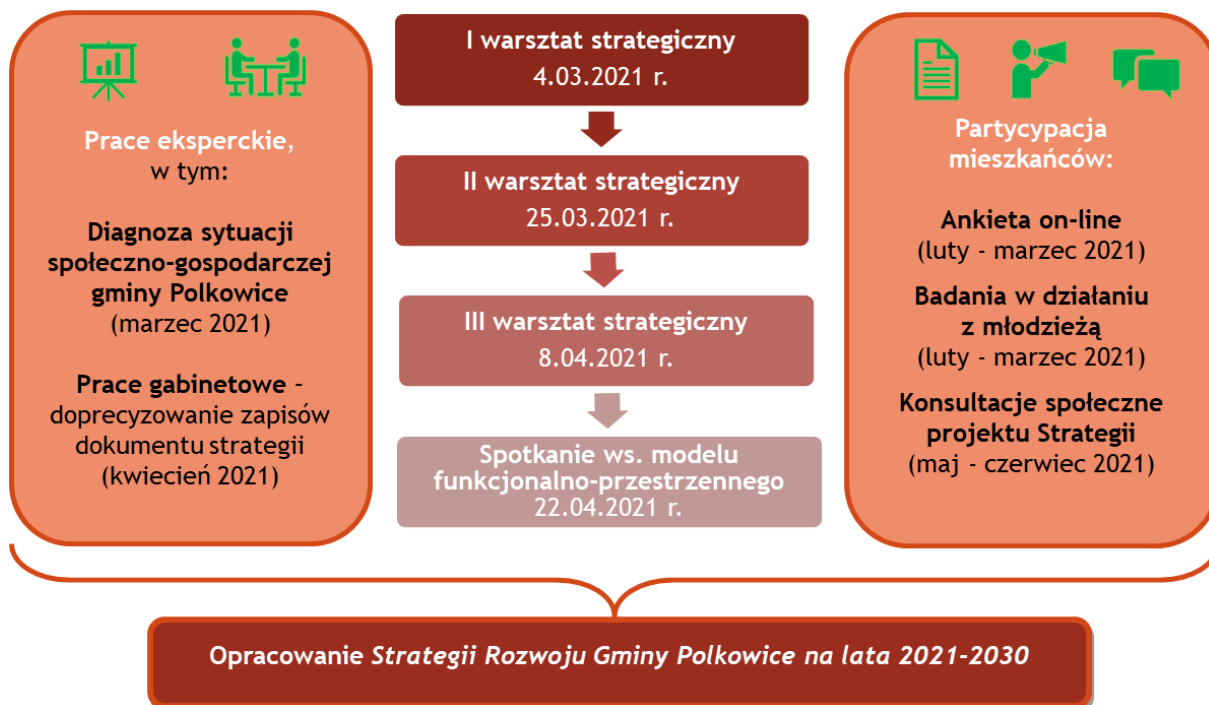 Prace eksperckie,
w tym:
Diagnoza sytuacji
społeczno-gospodarczej
gminy Polkowice
(marzec 2021)
Prace gabinetowe –
doprecyzowanie zapisów
dokumentu strategii
(kwiecień 2021)
I warsztat strategiczny
4.03.2021 r.
II warsztat strategiczny
25.03.2021 r.
III warsztat strategiczny
8.04.2021 r.
Spotkanie ws. modelu
funkcjonalno-przestrzennego
22.04.2021 r.
Partycypacja
mieszkańców:
Ankieta on-line
(luty - marzec 2021)
Badania w działaniu
z młodzieżą
(luty - marzec 2021)
Konsultacje społeczne
projektu Strategii
(maj - czerwiec 2021)
Opracowanie Strategii Rozwoju Gminy Polkowice na lata 2021-2030